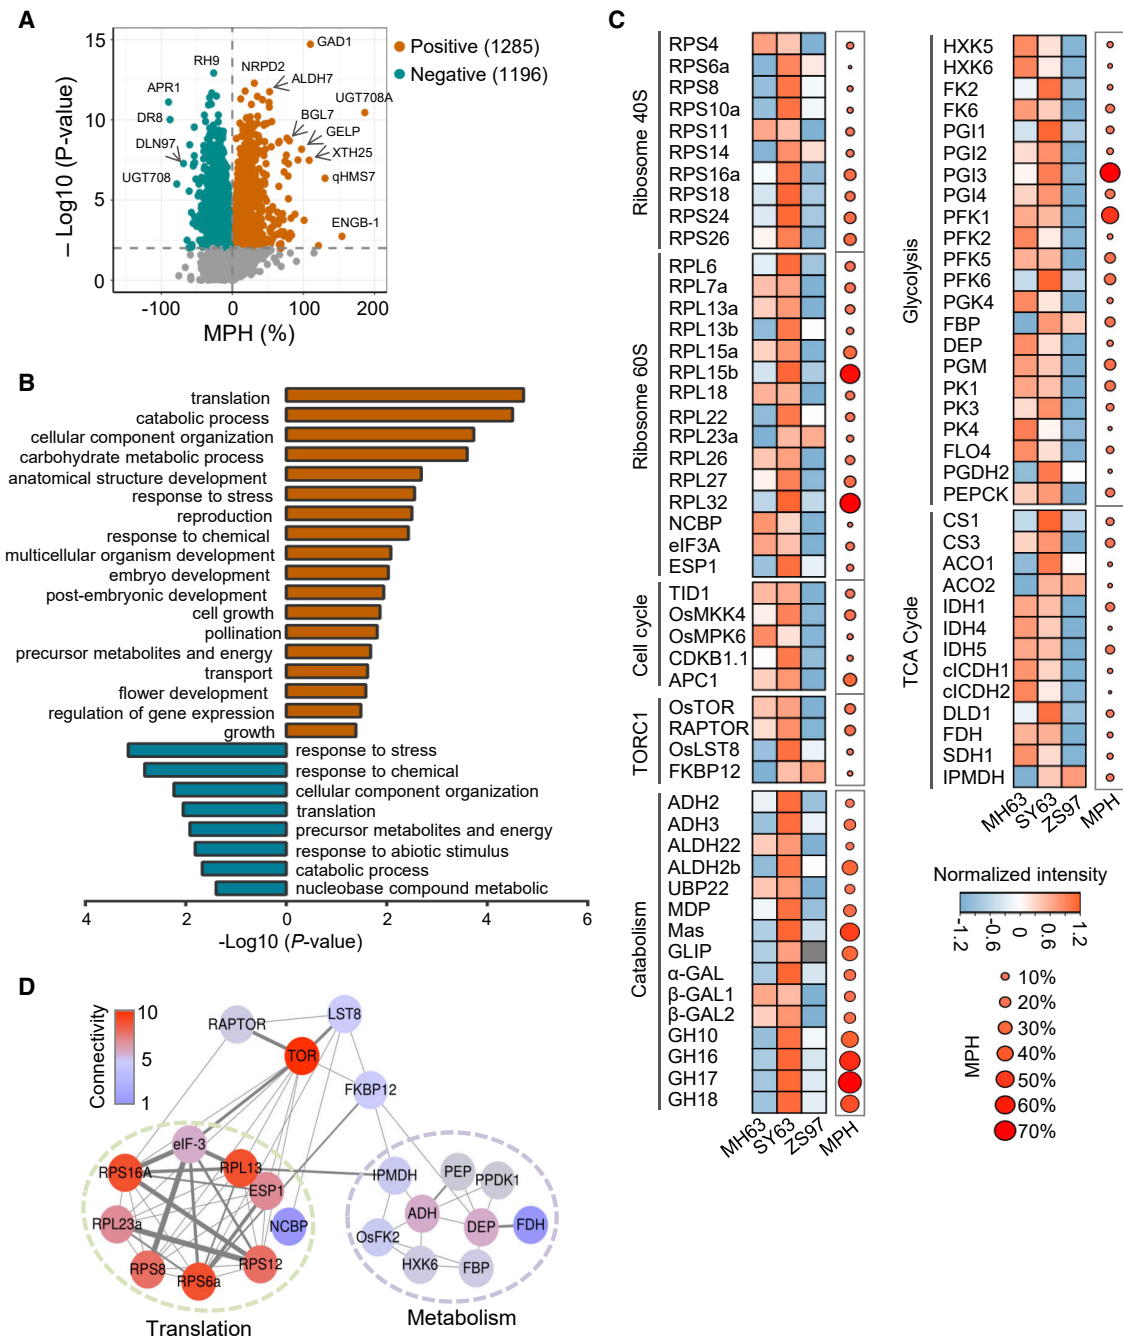 A
– Log10 (P-value)
15
10
5
0
-100
0
100
200
MPH (%)
GAD1
RH9
NRPD2
ALDH7
APR1
UGT708A
DR8
BGL7
GELP
DLN97
XTH25
UGT708
qHMS7
ENGB-1
Positive (1285)
Negative (1196)
B
translation
catabolic process
cellular component organization
carbohydrate metabolic process
anatomical structure development
response to stress
reproduction
response to chemical
multicellular organism development
embryo development
post-embryonic development
cell growth
pollination
precursor metabolites and energy
transport
flower development
regulation of gene expression
growth
response to stress
response to chemical
cellular component organization
translation
precursor metabolites and energy
response to abiotic stimulus
catabolic process
nucleobase compound metabolic
4
2
0
2
4
6
-Log10 (P-value)
C
Ribosome 40S
RPS4
RPS6a
RPS8
RPS10a
RPS11
RPS14
RPS16a
RPS18
RPS24
RPS26
Ribosome 60S
RPL6
RPL7a
RPL13a
RPL13b
RPL15a
RPL15b
RPL18
RPL22
RPL23a
RPL26
RPL27
RPL32
NCBP
eIF3A
ESP1
Cell cycle
TID1
OsMKK4
OsMPK6
CDKB1.1
APC1
TORC1
OsTOR
RAPTOR
OsLST8
FKBP12
Catabolism
ADH2
ADH3
ALDH22
ALDH2b
UBP22
MDP
Mas
GLIP
α-GAL
β-GAL1
β-GAL2
GH10
GH16
GH17
GH18
MH63
SY63
ZS97
MPH
Glycolysis
HXK5
HXK6
FK2
FK6
PGI1
PGI2
PGI3
PGI4
PFK1
PFK2
PFK5
PFK6
PGK4
FBP
DEP
PGM
PK1
PK3
PK4
FLO4
PGDH2
PEPCK
TCA Cycle
CS1
CS3
ACO1
ACO2
IDH1
IDH4
IDH5
cICDH1
cICDH2
DLD1
FDH
SDH1
IPMDH
MH63
SY63
ZS97
MPH
Normalized intensity
-1.2
-0.6
0
0.6
1.2
MPH
10%
20%
30%
40%
50%
60%
70%
D
Connectivity
10
5
1
RAPTOR
LST8
TOR
FKBP12
eIF-3
RPS16A
RPL13
ESP1
RPL23a
NCBP
RPS8
RPS6a
RPS12
IPMDH
PEP
PPDK1
ADH
DEP
FDH
OsFK2
HXK6
FBP
Translation
Metabolism